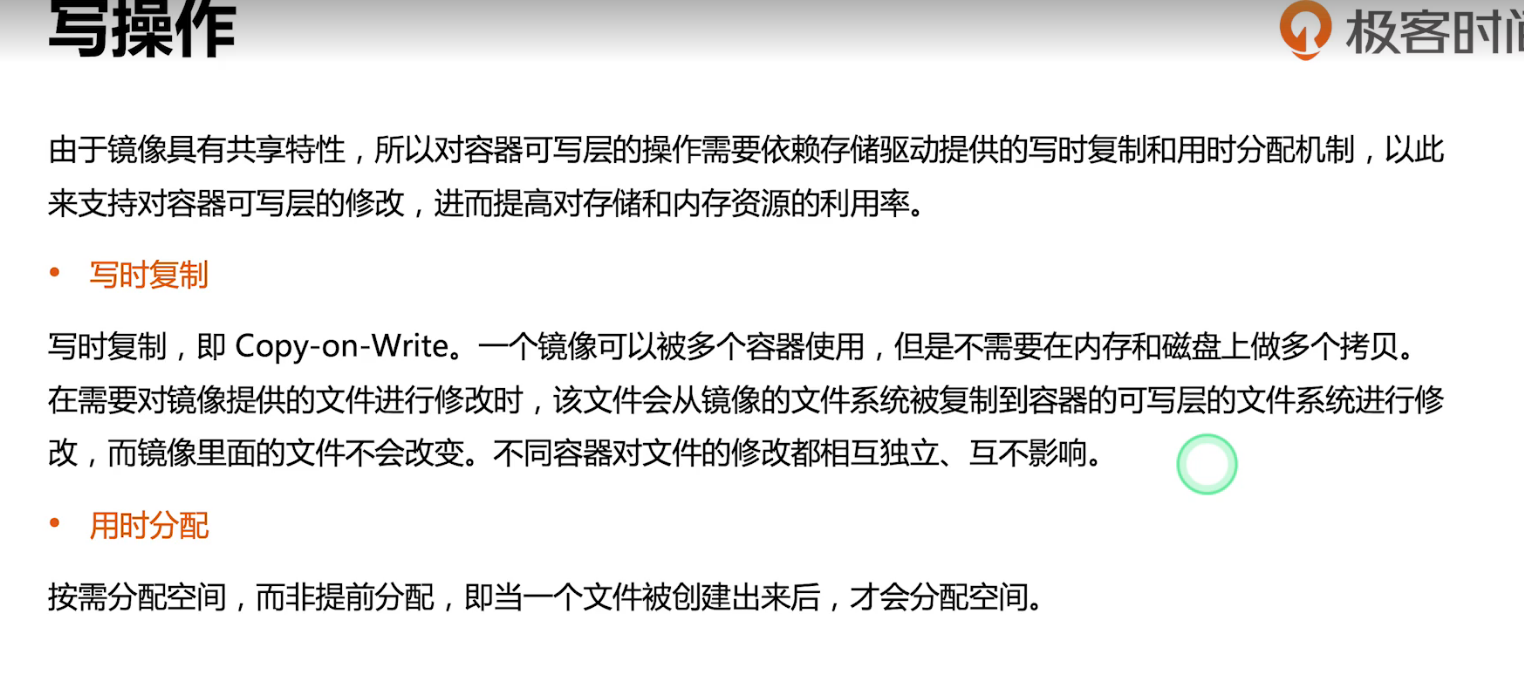 写操作
极客时间
由于镜像具有共享特性，所以对容器可写层的操作需要依赖存储驱动提供的写时复制和用时分配机制，以此
来支持对容器可写层的修改，进而提高对存储和内存资源的利用率。
• 写时复制
写时复制，即 Copy-on-Write。一个镜像可以被多个容器使用，但是不需要在内存和磁盘上做多个拷贝。
在需要对镜像提供的文件进行修改时，该文件会从镜像的文件系统被复制到容器的可写层的文件系统进行修
改，而镜像里面的文件不会改变。不同容器对文件的修改都相互独立、互不影响。
• 用时分配
按需分配空间，而非提前分配，即当一个文件被创建出来后，才会分配空间。